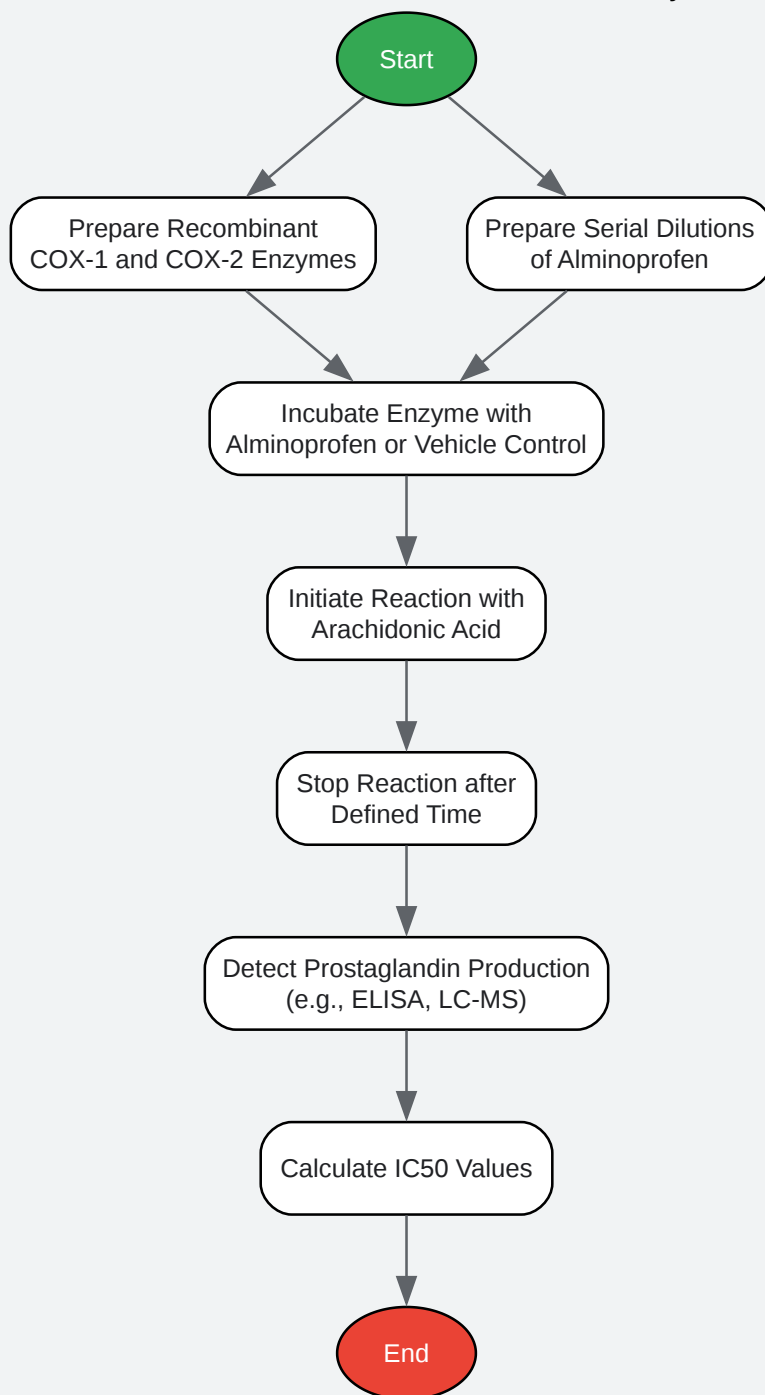 Start
Prepare Recombinant
COX-1 and COX-2 Enzymes
Prepare Serial Dilutions
of Alminoprofen
Incubate Enzyme with
Alminoprofen or Vehicle Control
Initiate Reaction with
Arachidonic Acid
Stop Reaction after
Defined Time
Detect Prostaglandin Production
(e.g., ELISA, LC-MS)
Calculate IC50 Values
End